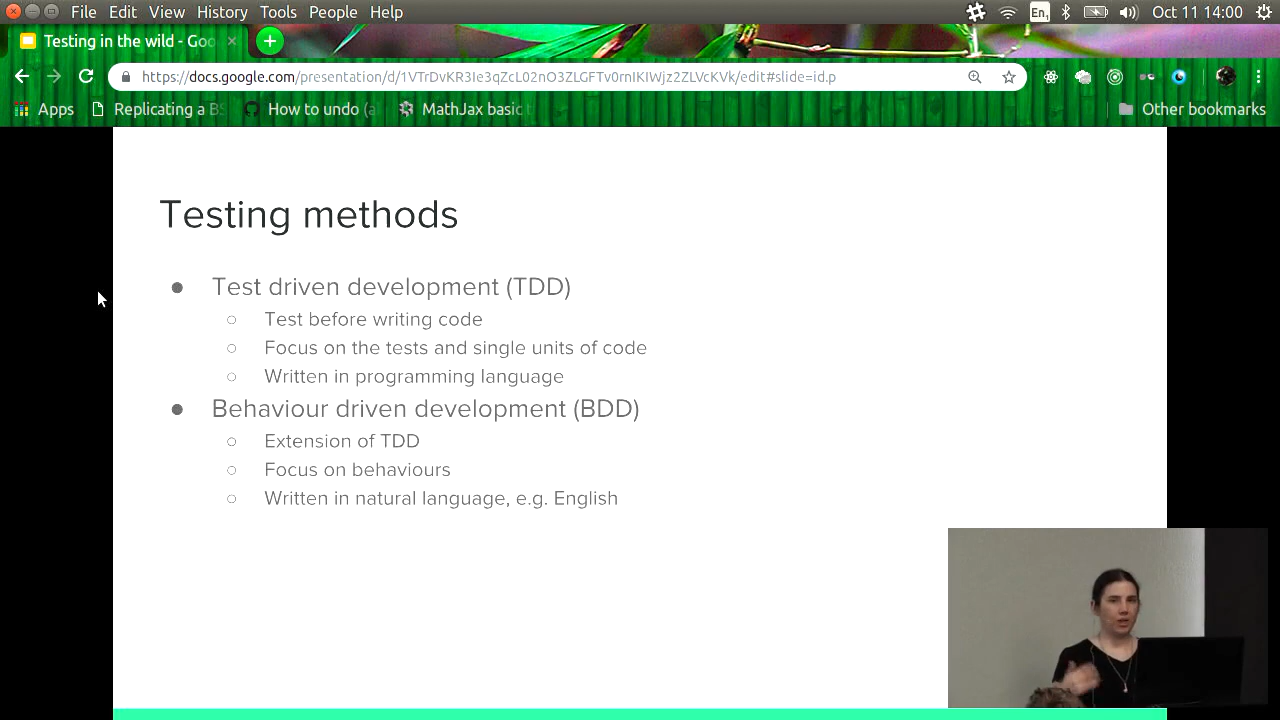 File Edit View History Tools People Help
En1
Oct 11 14:00
Testing in the wild - Goo
https://docs.google.com/presentation/d/1VTrDvKR3Ie3qZcL02nO3ZLGFTv0rnIKIWjz2ZLVcKVk/edit#slide=id.p
Apps Replicating a BS How to undo (a MathJax basic t Other bookmarks
Testing methods
● Test driven development (TDD)
○ Test before writing code
○ Focus on the tests and single units of code
○ Written in programming language
● Behaviour driven development (BDD)
○ Extension of TDD
○ Focus on behaviours
○ Written in natural language, e.g. English